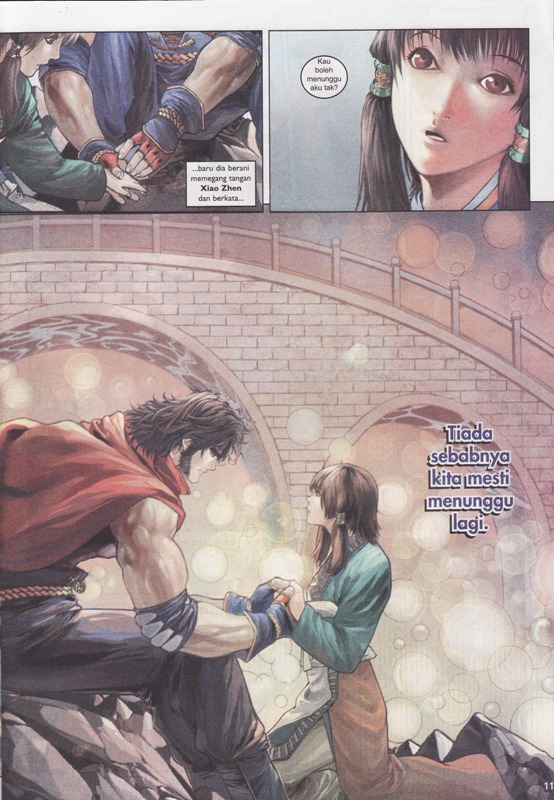 ...baru dia berani
memegang tangan
Xiao Zhen
dan berkata...
Kau
boleh
menunggu
aku tak?
Tiada
sebabnya
kita mesti
menunggu
lagi.
11